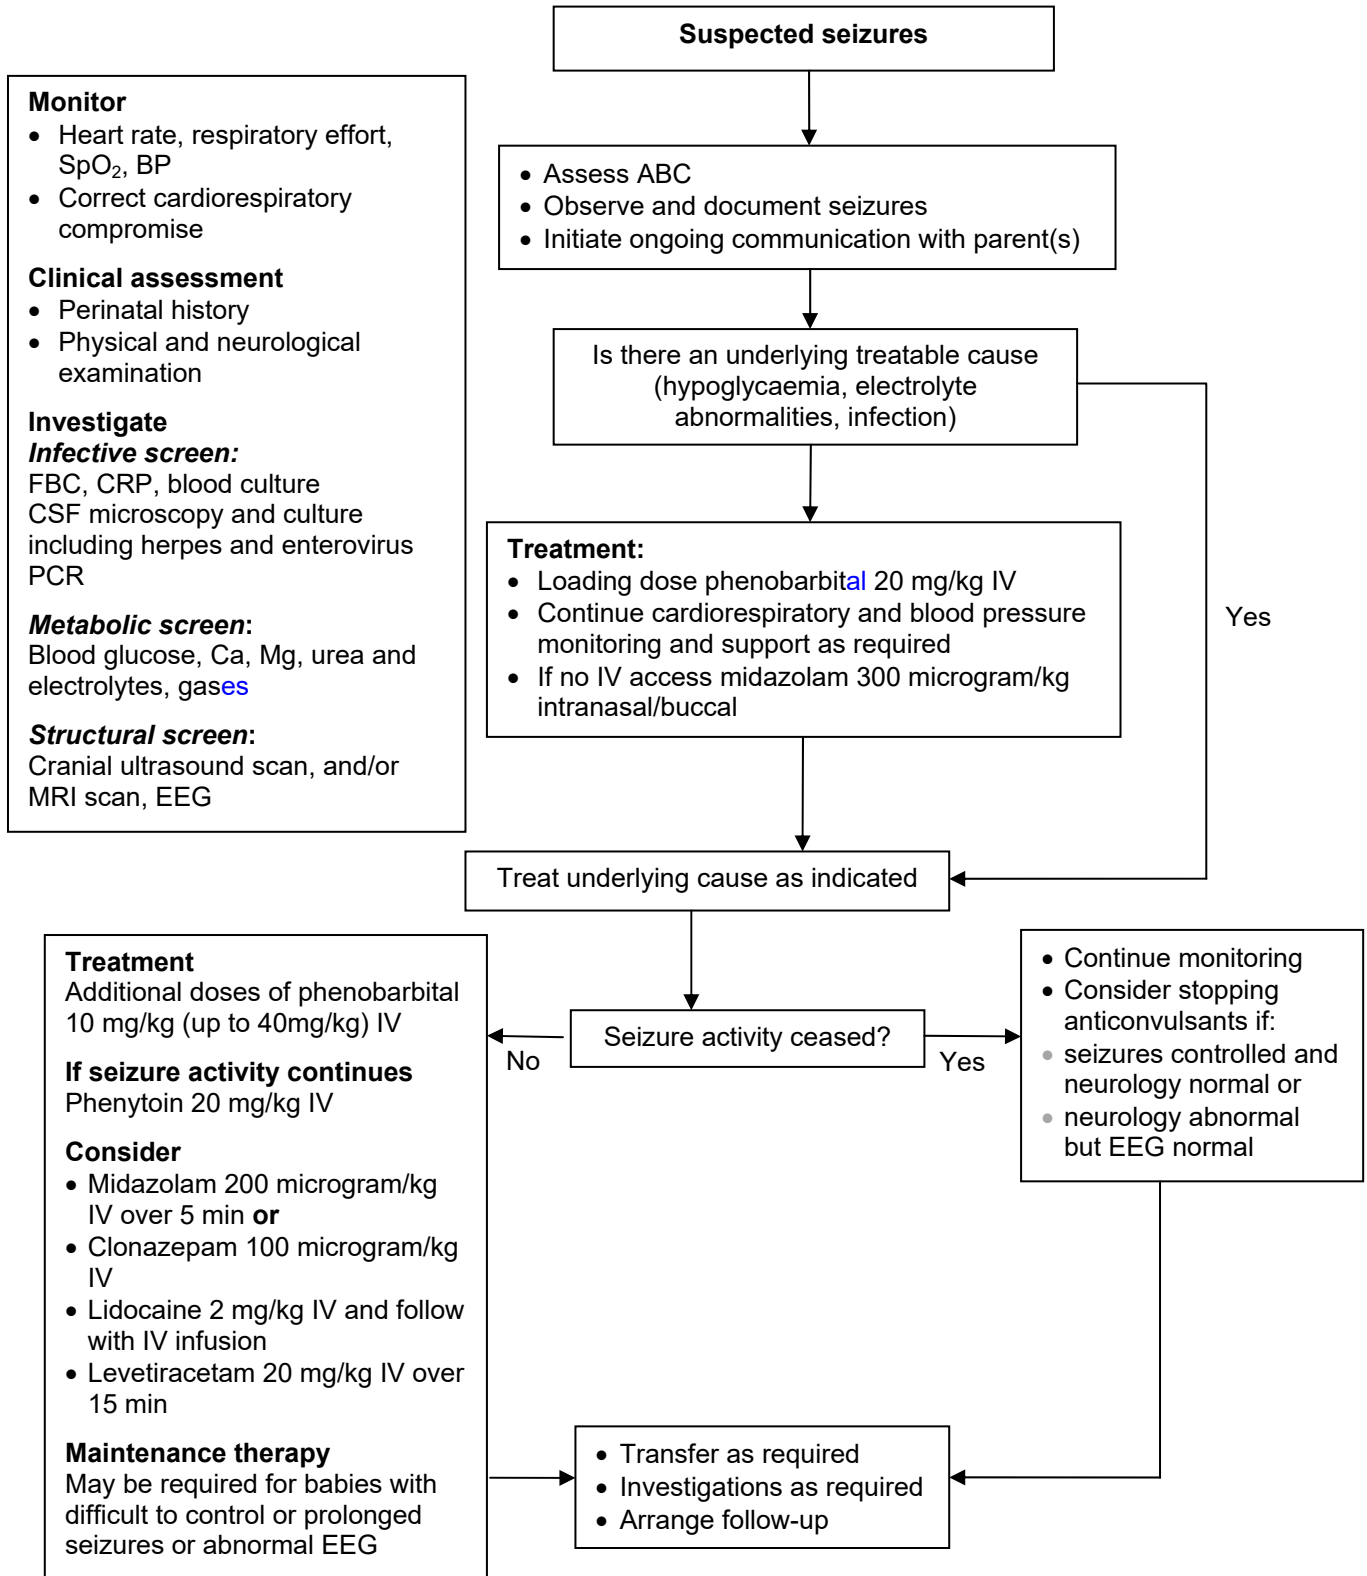 Suspected seizures
Monitor
• Heart rate, respiratory effort,
SpO₂, BP
• Correct cardiorespiratory
compromise
Clinical assessment
• Perinatal history
• Physical and neurological
examination
Investigate
Infective screen:
FBC, CRP, blood culture
CSF microscopy and culture
including herpes and enterovirus
PCR
Metabolic screen:
Blood glucose, Ca, Mg, urea and
electrolytes, gases
Structural screen:
Cranial ultrasound scan, and/or
MRI scan, EEG
• Assess ABC
• Observe and document seizures
• Initiate ongoing communication with parent(s)
Is there an underlying treatable cause
(hypoglycaemia, electrolyte
abnormalities, infection)
Yes
Treatment:
• Loading dose phenobarbital 20 mg/kg IV
• Continue cardiorespiratory and blood pressure
monitoring and support as required
• If no IV access midazolam 300 microgram/kg
intranasal/buccal
Treat underlying cause as indicated
Seizure activity ceased?
No
Yes
Treatment
Additional doses of phenobarbital
10 mg/kg (up to 40mg/kg) IV
If seizure activity continues
Phenytoin 20 mg/kg IV
Consider
• Midazolam 200 microgram/kg
IV over 5 min or
• Clonazepam 100 microgram/kg
IV
• Lidocaine 2 mg/kg IV and follow
with IV infusion
• Levetiracetam 20 mg/kg IV over
15 min
Maintenance therapy
May be required for babies with
difficult to control or prolonged
seizures or abnormal EEG
• Continue monitoring
• Consider stopping
anticonvulsants if:
• seizures controlled and
neurology normal or
• neurology abnormal
but EEG normal
• Transfer as required
• Investigations as required
• Arrange follow-up